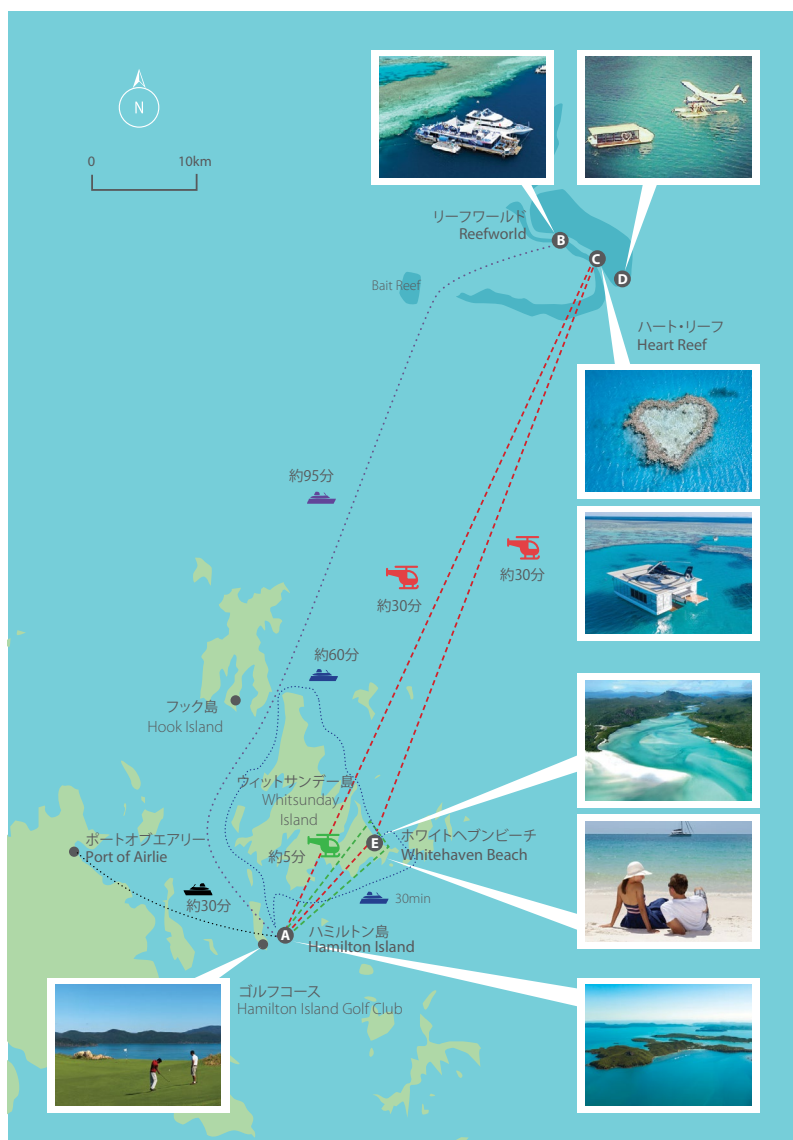 N
0 10km
リーフワールド
Reefworld
B
C
D
Bait Reef
ハート・リーフ
Heart Reef
約95分
約30分
約30分
約60分
フック島
Hook Island
ウィットサンデー島
Whitsunday
Island
約5分
E
ホワイトヘブンビーチ
Whitehaven Beach
ポートオブエアリー
Port of Airlie
約30分
30min
A
ハミルトン島
Hamilton Island
ゴルフコース
Hamilton Island Golf Club